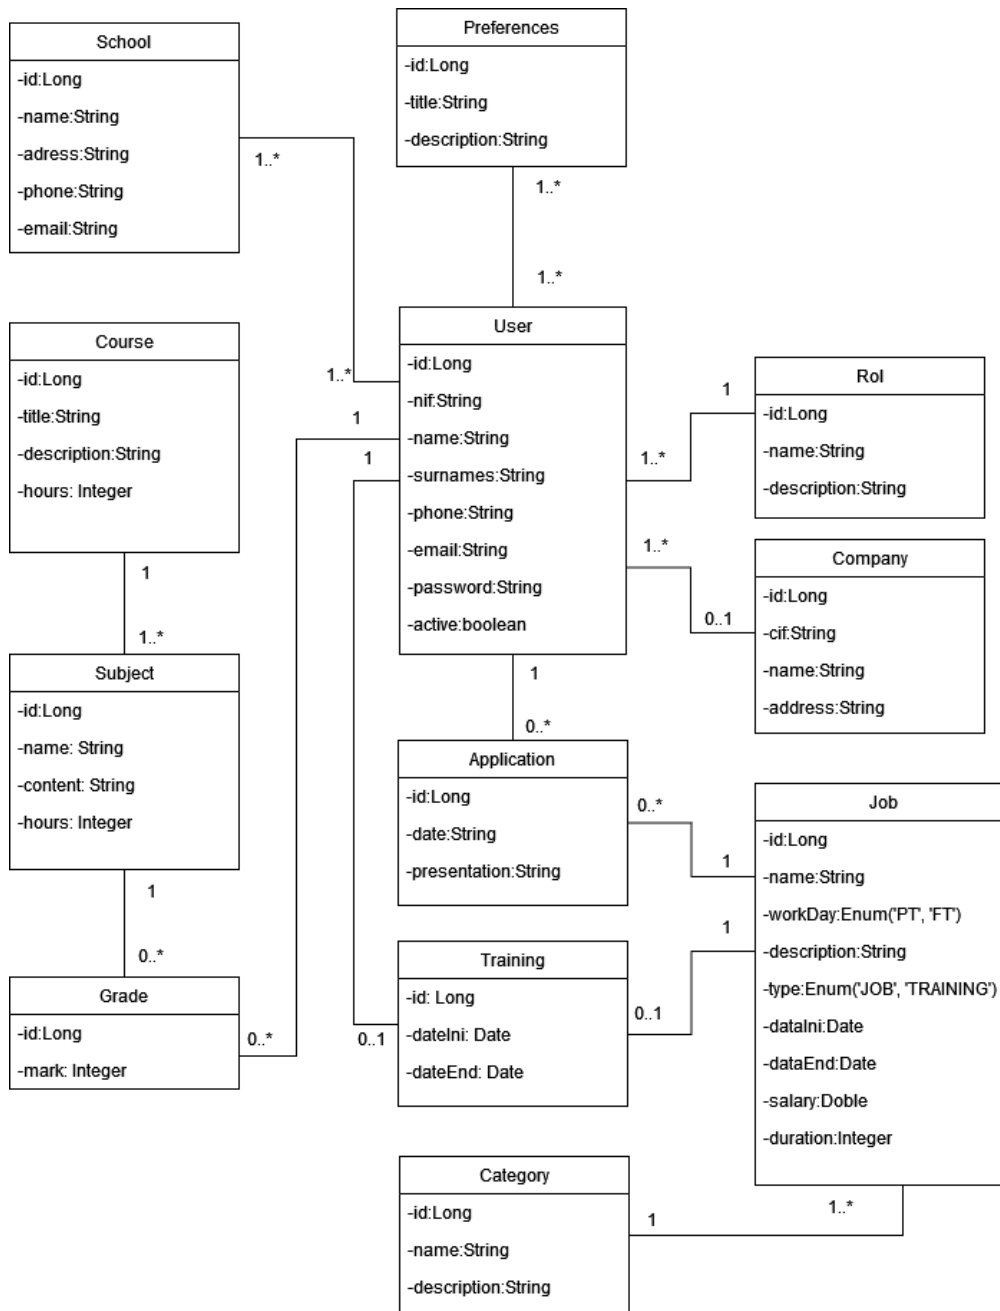 School
-id:Long
-name:String
-adress:String
-phone:String
-email:String
1..*
Preferences
-id:Long
-title:String
-description:String
1..*
1..*
Course
-id:Long
-title:String
-description:String
-hours: Integer
1
1..*
User
-id:Long
-nif:String
-name:String
-surnames:String
-phone:String
-email:String
-password:String
-active:boolean
1..*
1
1
1..*
1
Rol
-id:Long
-name:String
-description:String
1..*
0..1
Company
-id:Long
-cif:String
-name:String
-address:String
Subject
-id:Long
-name: String
-content: String
-hours: Integer
1
0..*
1
0..*
Application
-id:Long
-date:String
-presentation:String
0..*
1
Job
-id:Long
-name:String
-workDay:Enum('PT', 'FT')
-description:String
-type:Enum('JOB', 'TRAINING')
-dataIni:Date
-dataEnd:Date
-salary:Doble
-duration:Integer
1
0..1
Training
-id: Long
-dateIni: Date
-dateEnd: Date
0..1
Grade
-id:Long
-mark: Integer
0..*
Category
-id:Long
-name:String
-description:String
1
1..*